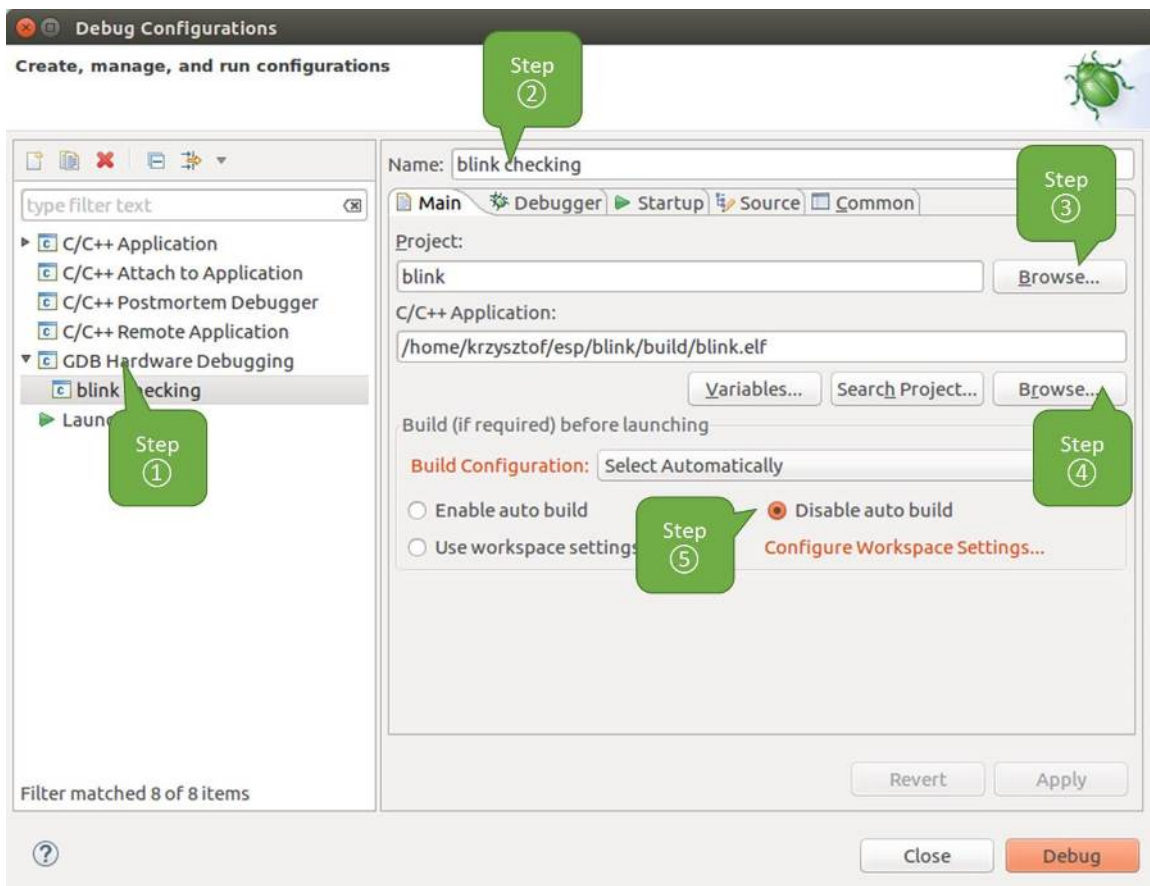 Debug Configurations
Create, manage, and run configurations
Step
②
type filter text
C/C++ Application
C/C++ Attach to Application
C/C++ Postmortem Debugger
C/C++ Remote Application
GDB Hardware Debugging
blink checking
Step
①
Filter matched 8 of 8 items
Name: blink checking
Step
③
Main Debugger Startup Source Common
Project:
blink Browse...
C/C++ Application:
/home/krzysztof/esp/blink/build/blink.elf
Variables... Search Project... Browse...
Step
④
Build (if required) before launching
Build Configuration: Select Automatically
Enable auto build Disable auto build
Step
⑤
Use workspace settings Configure Workspace Settings...
Revert Apply
Close Debug